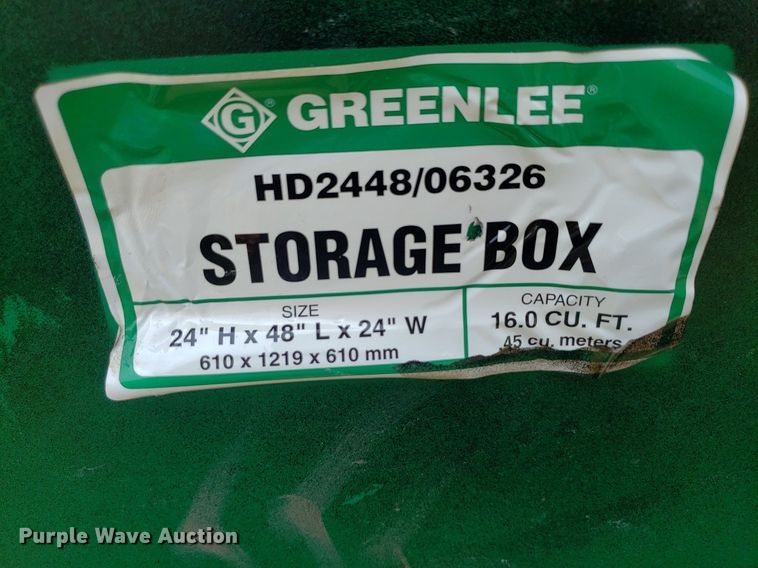 G® GREENLEE®
HD2448/06326
STORAGE BOX
SIZE
24" H x 48" L x 24" W
610 x 1219 x 610 mm
CAPACITY
16.0 CU. FT.
.45 cu. meters
Purple Wave Auction